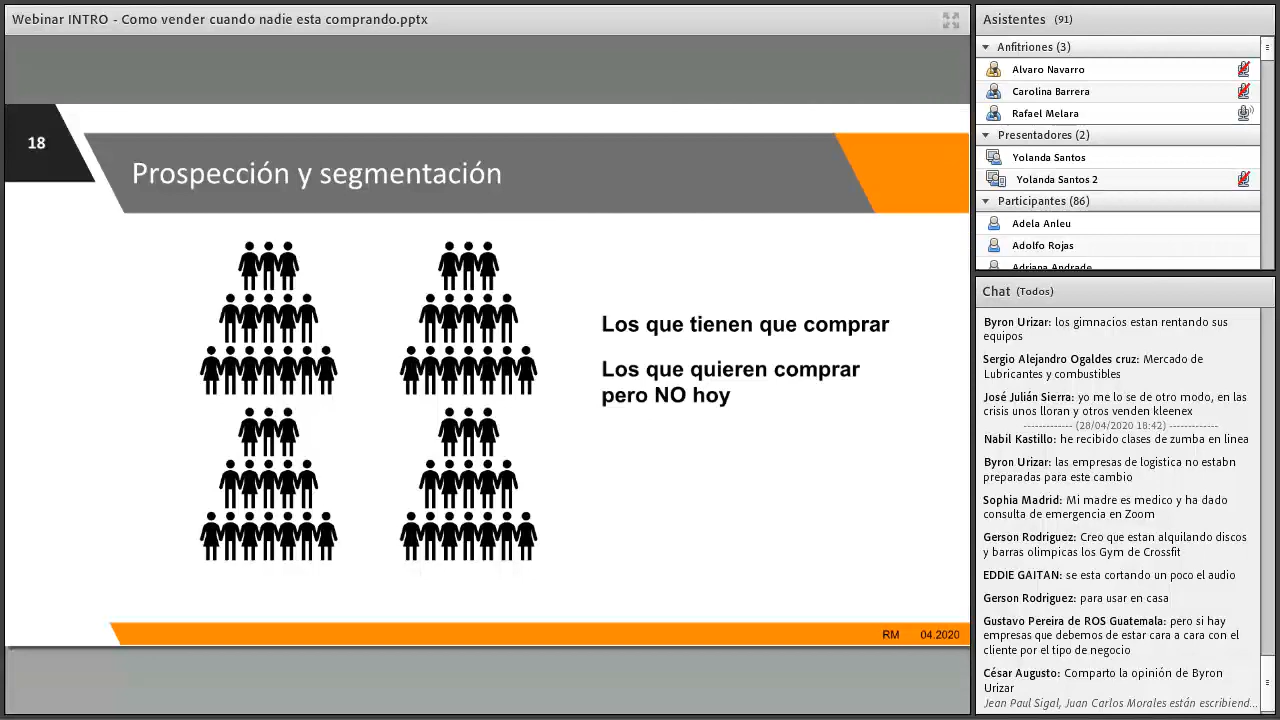 Webinar INTRO - Como vender cuando nadie esta comprando.pptx
18
Prospección y segmentación
Los que tienen que comprar
Los que quieren comprar
pero NO hoy
RM 04.2020
Asistentes (91)
Anfitriones (3)
Alvaro Navarro
Carolina Barrera
Rafael Melara
Presentadores (2)
Yolanda Santos
Yolanda Santos 2
Participantes (86)
Adela Anleu
Adolfo Rojas
Adriana Andrade
Chat (Todos)
Byron Urizar: los gimnacios estan rentando sus
equipos
Sergio Alejandro Ogaldes cruz: Mercado de
Lubricantes y combustibles
José Julián Sierra: yo me lo se de otro modo, en las
crisis unos lloran y otros venden kleenex
------------- (28/04/2020 18:42) -------------
Nabil Kastillo: he recibido clases de zumba en linea
Byron Urizar: las empresas de logistica no estabn
preparadas para este cambio
Sophia Madrid: Mi madre es medico y ha dado
consulta de emergencia en Zoom
Gerson Rodriguez: Creo que estan alquilando discos
y barras olimpicas los Gym de Crossfit
EDDIE GAITAN: se esta cortando un poco el audio
Gerson Rodriguez: para usar en casa
Gustavo Pereira de ROS Guatemala: pero si hay
empresas que debemos de estar cara a cara con el
cliente por el tipo de negocio
César Augusto: Comparto la opinión de Byron
Urizar
Jean Paul Sigal, Juan Carlos Morales están escribiend...